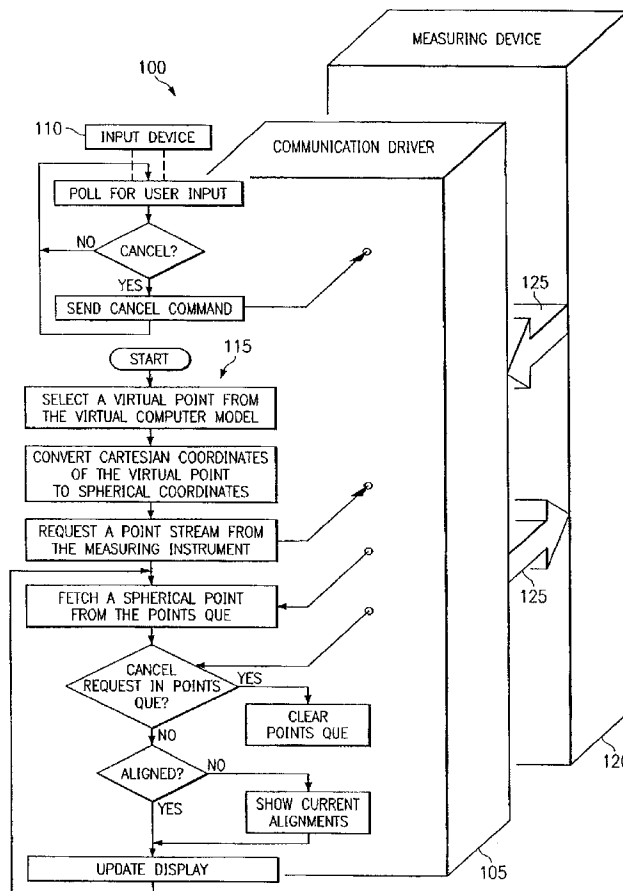 MEASURING DEVICE
100
110
INPUT DEVICE
COMMUNICATION DRIVER
POLL FOR USER INPUT
NO
CANCEL?
YES
SEND CANCEL COMMAND
125
START
115
SELECT A VIRTUAL POINT FROM
THE VIRTUAL COMPUTER MODEL
CONVERT CARTESIAN COORDINATES
OF THE VIRTUAL POINT
TO SPHERICAL COORDINATES
REQUEST A POINT STREAM FROM
THE MEASURING INSTRUMENT
FETCH A SPHERICAL POINT
FROM THE POINTS QUE
125
CANCEL
REQUEST IN POINTS
QUE?
YES
CLEAR
POINTS QUE
NO
ALIGNED?
NO
YES
SHOW CURRENT
ALIGNMENTS
UPDATE DISPLAY
105
120